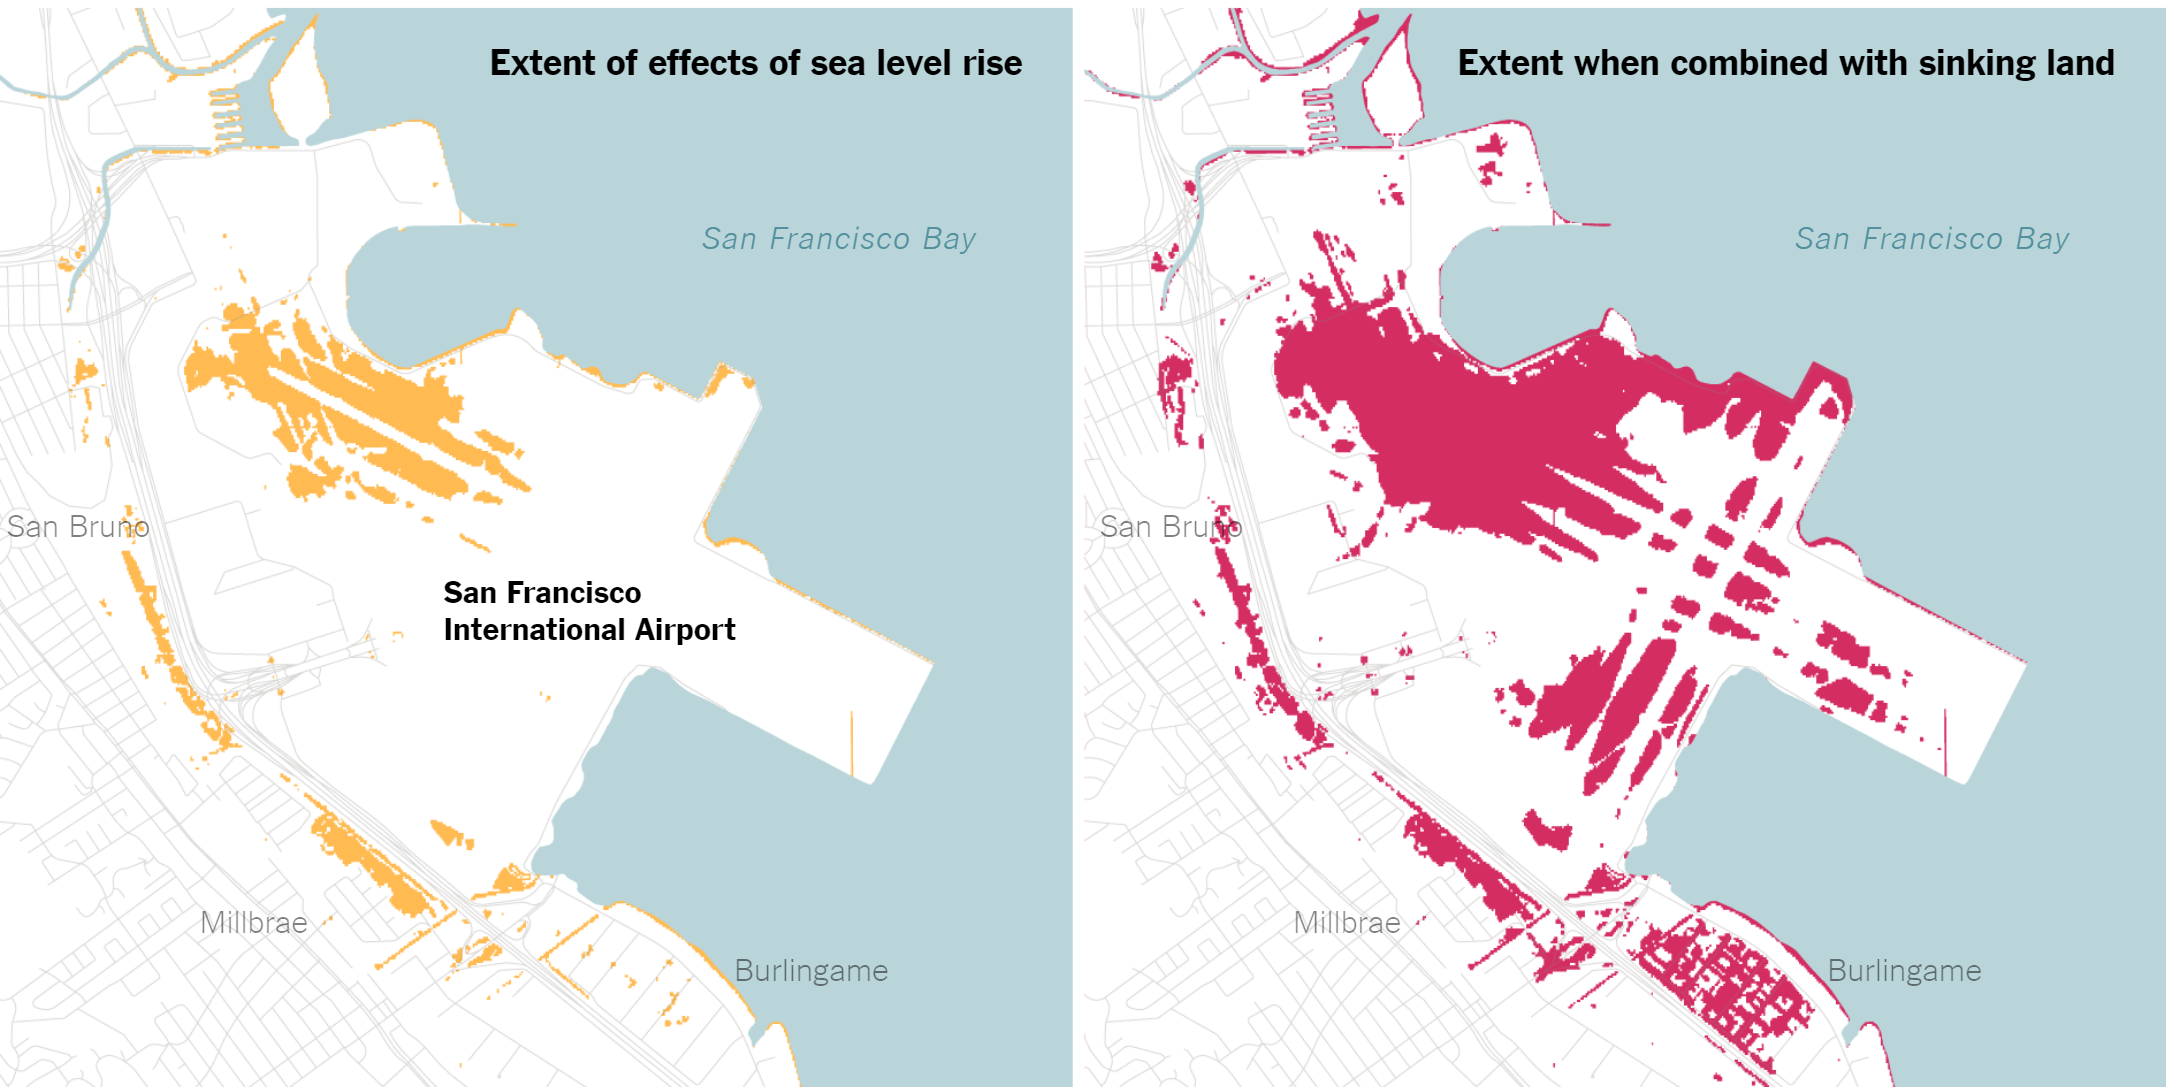 Extent of effects of sea level rise
San Francisco Bay
San Bruno
San Francisco
International Airport
Millbrae
Burlingame
Extent when combined with sinking land
San Francisco Bay
San Bruno
Millbrae
Burlingame